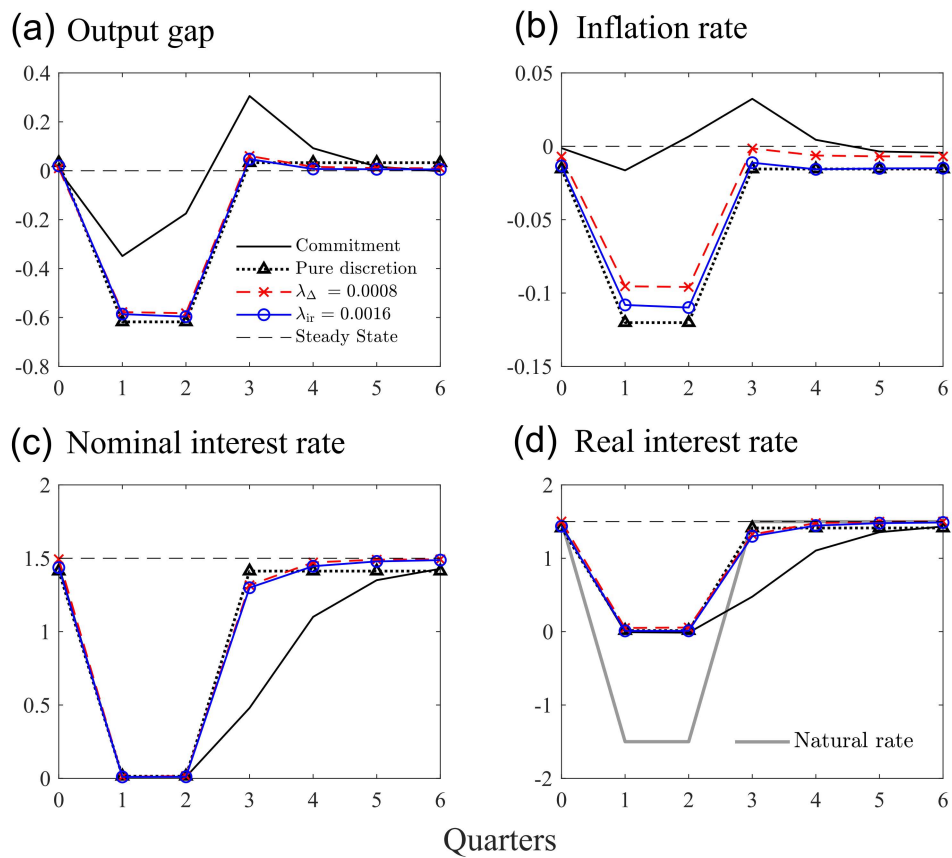 (a) Output gap
(b) Inflation rate
0.4
0.2
0
-0.2
-0.4
-0.6
-0.8
0 1 2 3 4 5 6
Commitment
Pure discretion
λ_Δ = 0.0008
λ_ir = 0.0016
Steady State
0.05
0
-0.05
-0.1
-0.15
0 1 2 3 4 5 6
(c) Nominal interest rate
(d) Real interest rate
2
1.5
1
0.5
0
0 1 2 3 4 5 6
2
1
0
-1
-2
0 1 2 3 4 5 6
Natural rate
Quarters